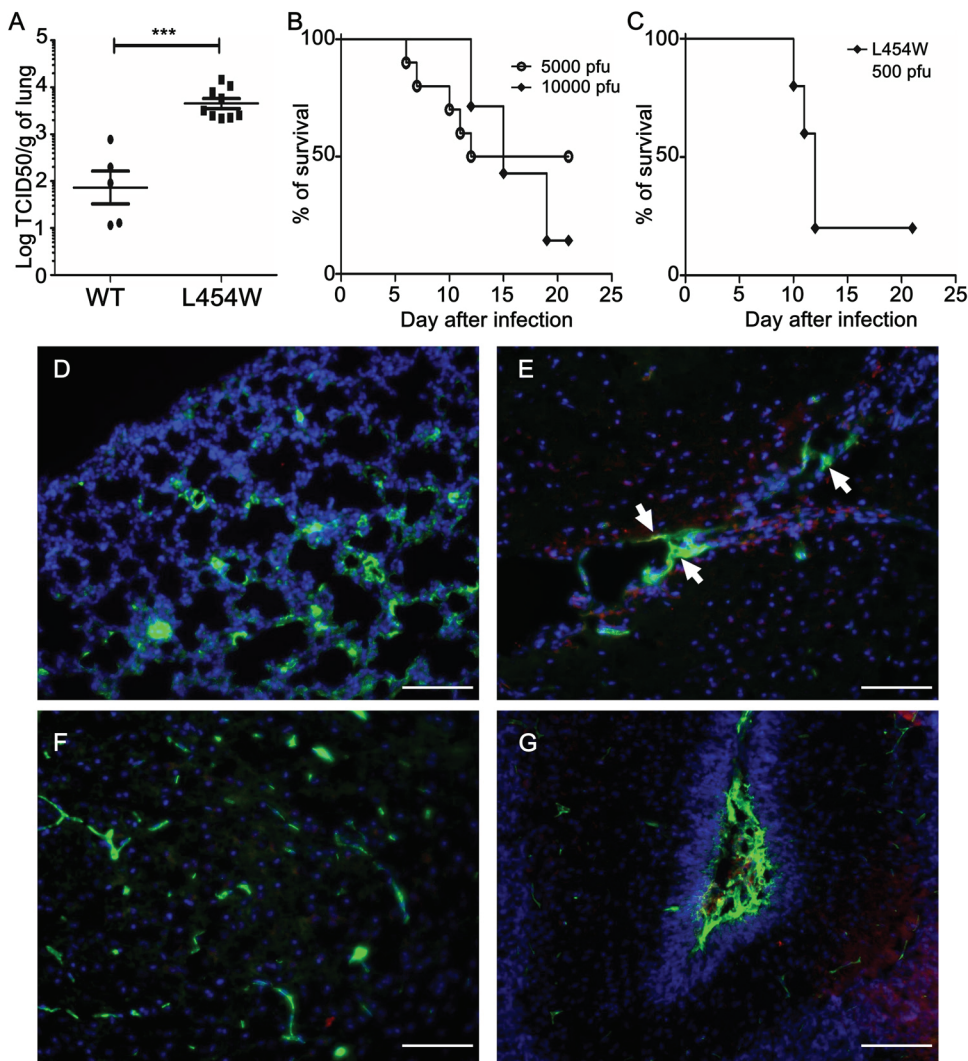 A
***
Log TCID50/g of lung
5
4
3
2
1
0
WT
L454W
B
% of survival
100
50
0
0 5 10 15 20 25
Day after infection
5000 pfu
10000 pfu
C
% of survival
100
50
0
0 5 10 15 20 25
Day after infection
L454W
500 pfu
D
E
F
G